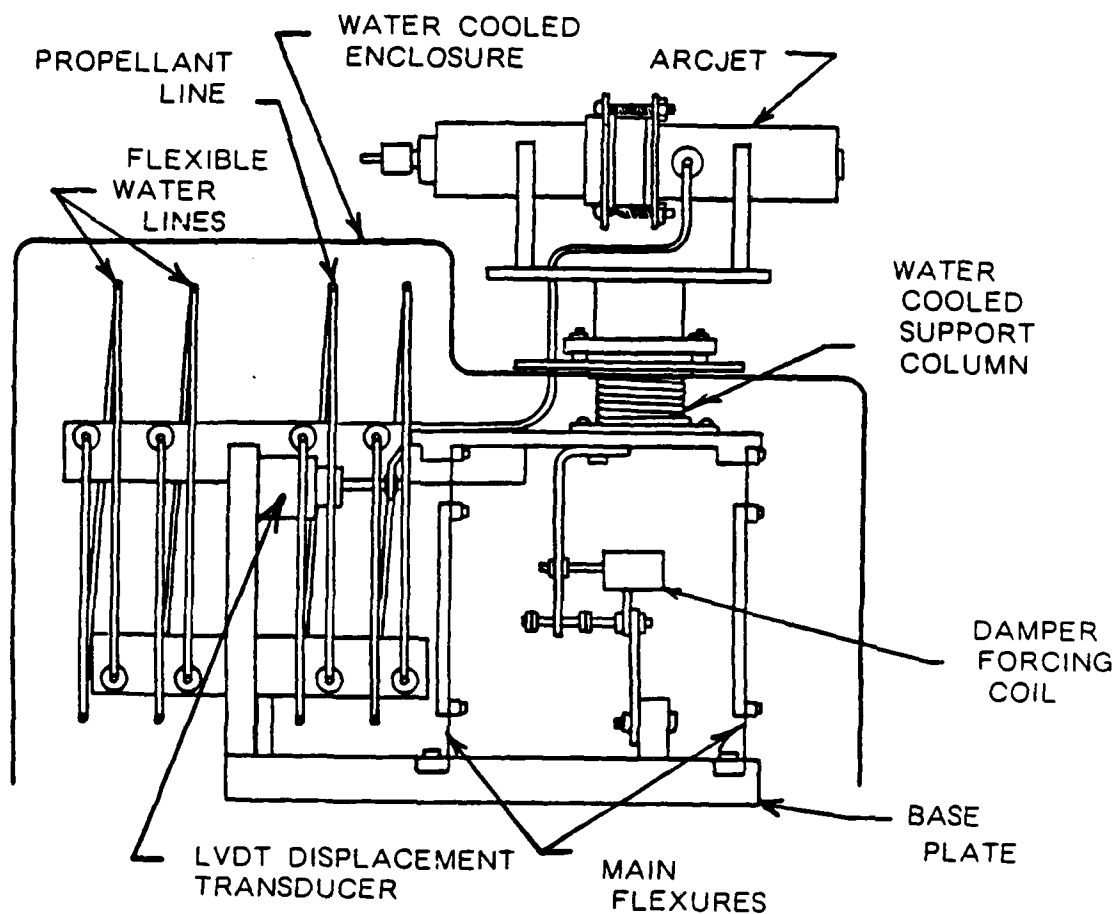 WATER COOLED
ENCLOSURE
PROPELLANT
LINE
ARCJET
FLEXIBLE
WATER
LINES
WATER
COOLED
SUPPORT
COLUMN
DAMPER
FORCING
COIL
BASE
PLATE
LVDT DISPLACEMENT
TRANSDUCER
MAIN
FLEXURES